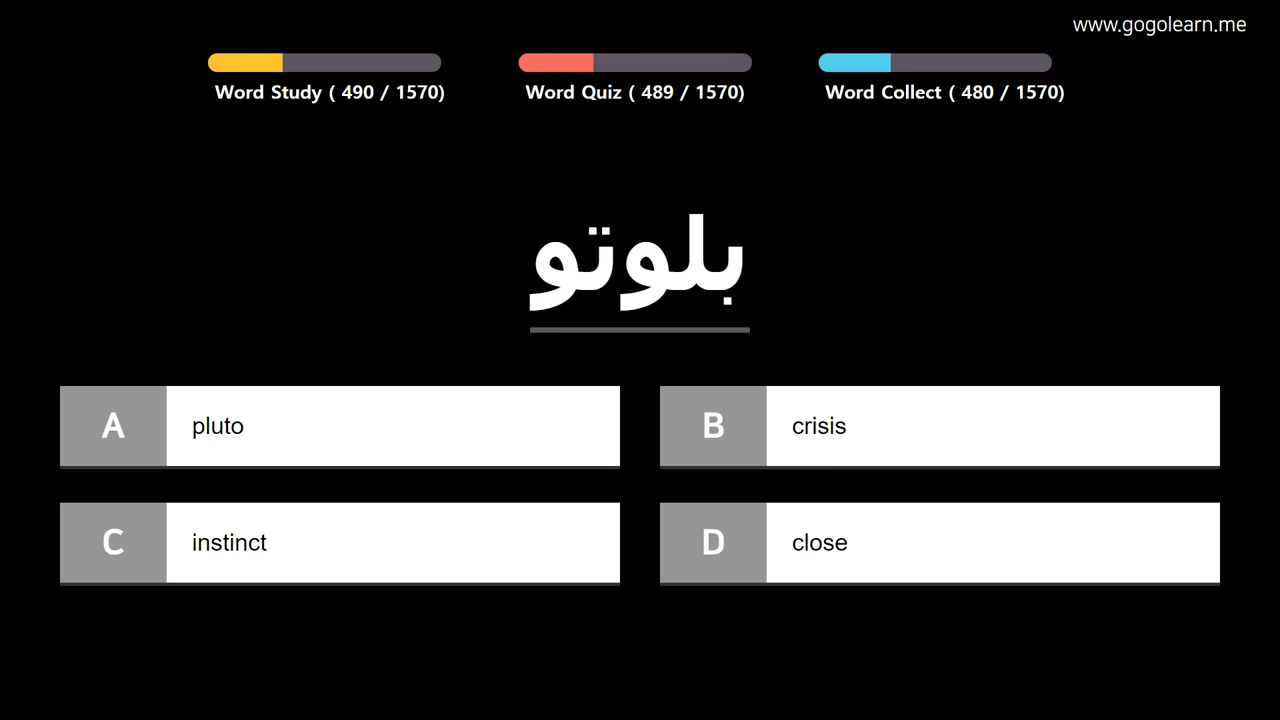 www.gogolearn.me
Word Study ( 490 / 1570)
Word Quiz ( 489 / 1570)
Word Collect ( 480 / 1570)
بلوتو
A pluto
B crisis
C instinct
D close